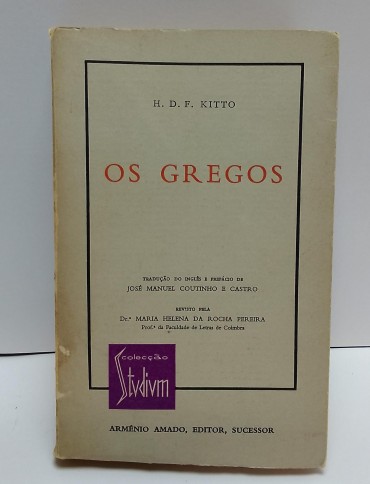 H. D. F. KITTO
OS GREGOS
TRADUÇÃO DO INGLÊS E PREFÁCIO DE
JOSÉ MANUEL COUTINHO E CASTRO
REVISTO PELA
Dr.ª MARIA HELENA DA ROCHA PEREIRA
Prof.ª da Faculdade de Letras de Coimbra
colecção
Stvdivm
ARMÉNIO AMADO, EDITOR, SUCESSOR